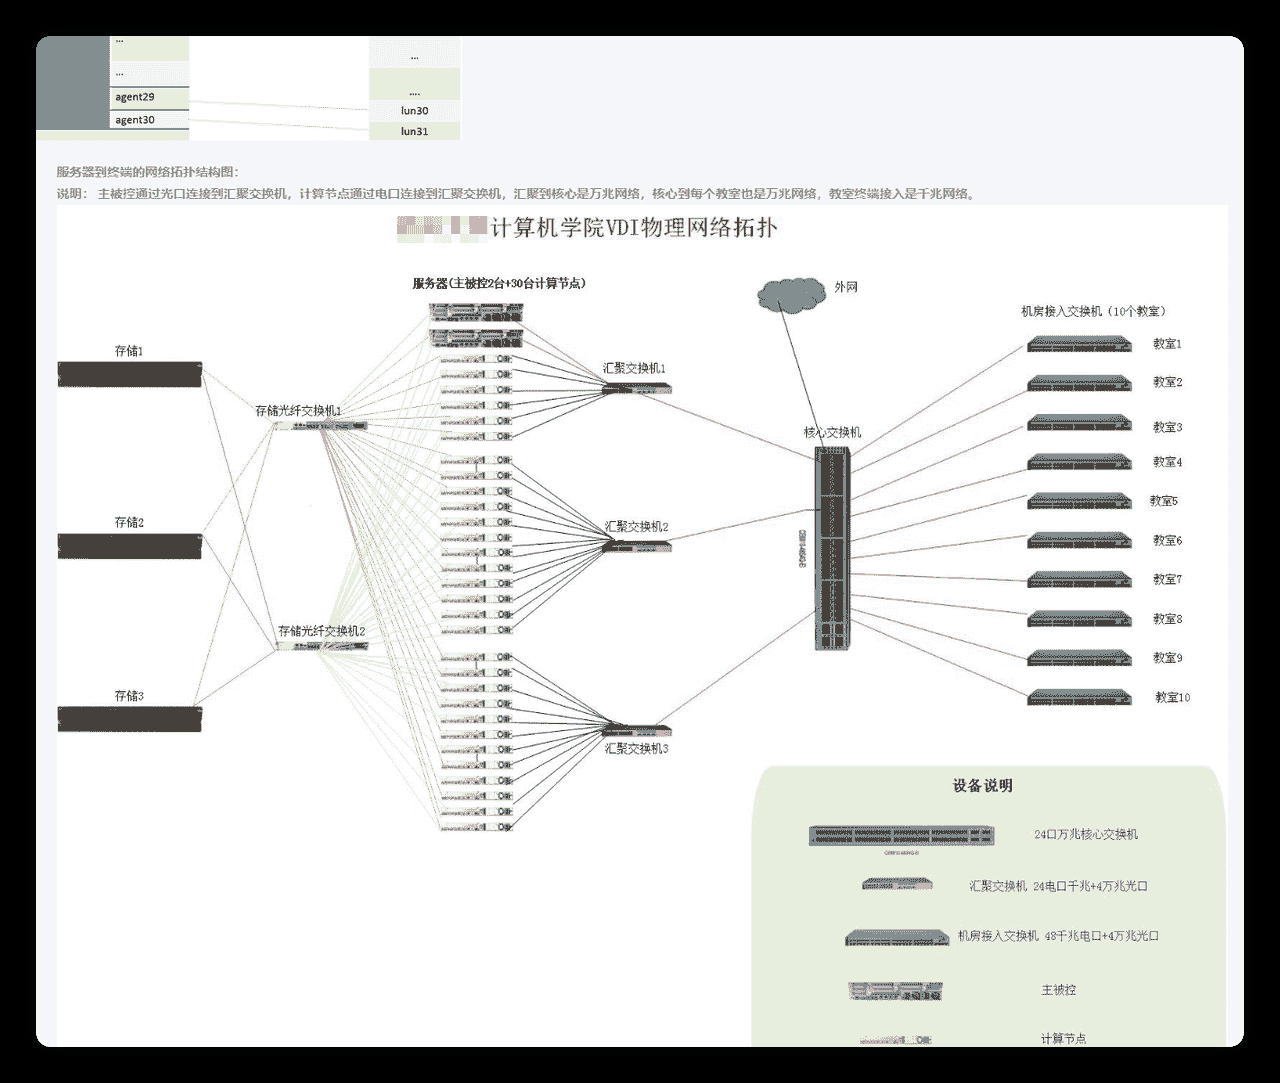 ...
...
...
....
agent29
lun30
agent30
lun31
服务器到终端的网络拓扑结构图：
说明： 主被控通过光口连接到汇聚交换机，计算节点通过电口连接到汇聚交换机，汇聚到核心是万兆网络，核心到每个教室也是万兆网络，教室终端接入是千兆网络。
计算机学院VDI物理网络拓扑
服务器(主被控2台+30台计算节点)
外网
机房接入交换机（10个教室）
存储1
存储光纤交换机1
汇聚交换机1
核心交换机
教室1
教室2
教室3
教室4
教室5
教室6
教室7
教室8
教室9
教室10
存储2
汇聚交换机2
存储光纤交换机2
存储3
汇聚交换机3
设备说明
24口万兆核心交换机
汇聚交换机 24电口千兆+4万兆光口
机房接入交换机 48千兆电口+4万兆光口
主被控
计算节点